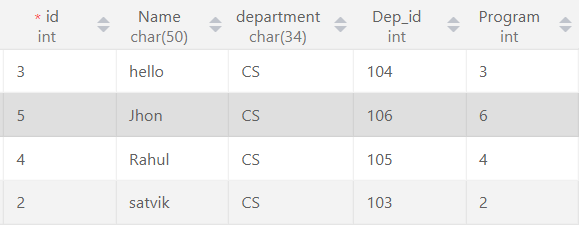 * id Name department Dep_id Program
int char(50) char(34) int int
3 hello CS 104 3
5 Jhon CS 106 6
4 Rahul CS 105 4
2 satvik CS 103 2